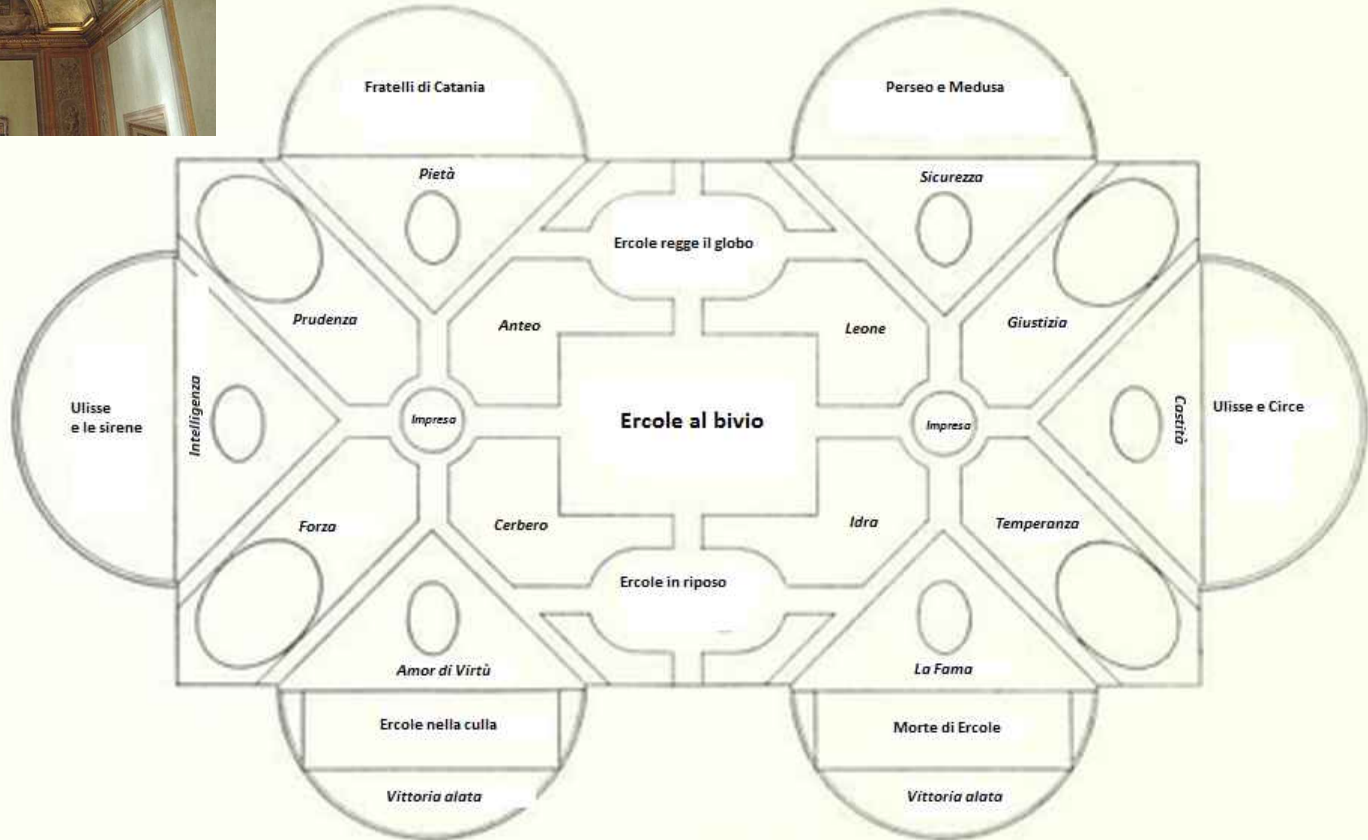 Fratelli di Catania
Perseo e Medusa
Pietà
Sicurezza
Ercole regge il globo
Prudenza
Anteo
Leone
Giustizia
Ulisse
e le sirene
Intelligenza
Impresa
Ercole al bivio
Impresa
Castità
Ulisse e Circe
Forza
Cerbero
Idra
Temperanza
Ercole in riposo
Amor di Virtù
La Fama
Ercole nella culla
Morte di Ercole
Vittoria alata
Vittoria alata